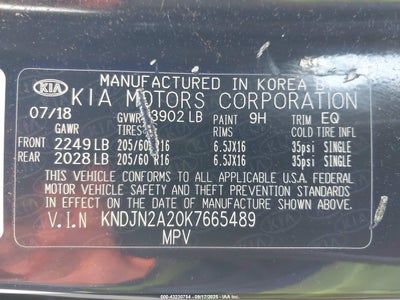 MANUFACTURED IN KOREA BY
KIA KIA MOTORS CORPORATION
07/18 GVWR 3902 LB PAINT 9H TRIM EQ
GAWR TIRES RIMS COLD TIRE INFL
FRONT 2249 LB 205/60 R16 6.5JX16 35psi SINGLE
REAR 2028 LB 205/60 R16 6.5JX16 35psi SINGLE
THIS VEHICLE CONFORMS TO ALL APPLICABLE U.S.A. FEDERAL
MOTOR VEHICLE SAFETY, BUMPER, AND THEFT PREVENTION
STANDARDS IN EFFECT ON THE DATE OF MANUFACTURE SHOWN ABOVE.
V.I.N KNDJN2A20K7665489
MPV